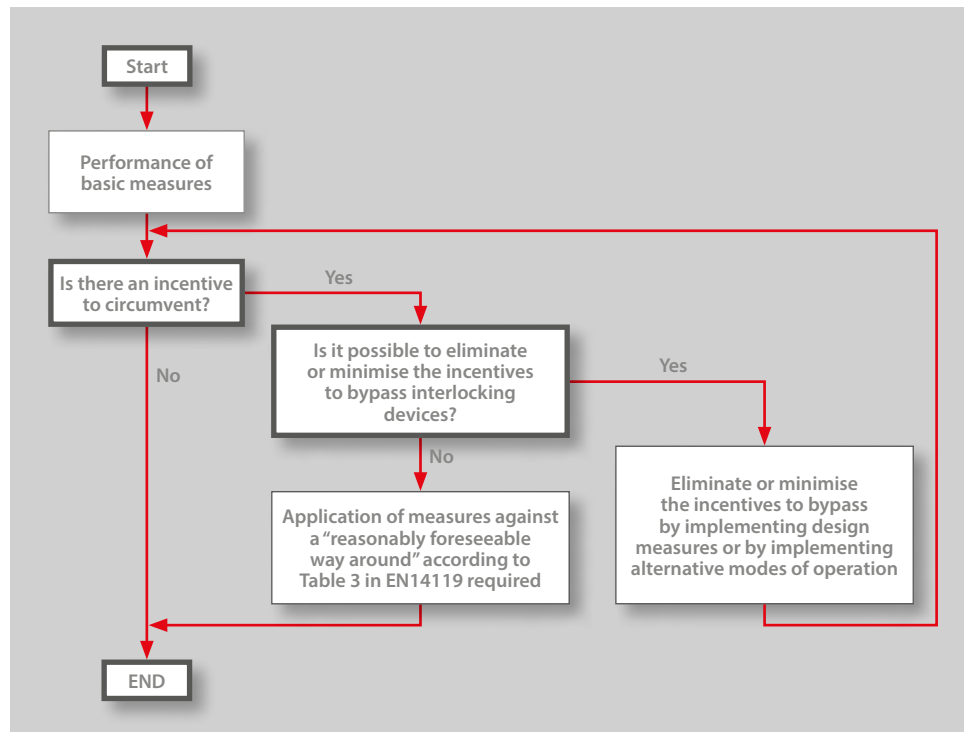 Start
Performance of
basic measures
Is there an incentive
to circumvent?
Yes
No
Is it possible to eliminate
or minimise the incentives
to bypass interlocking
devices?
Yes
No
Eliminate or minimise
the incentives to bypass
by implementing design
measures or by implementing
alternative modes of operation
Application of measures against
a “reasonably foreseeable
way around” according to
Table 3 in EN14119 required
END